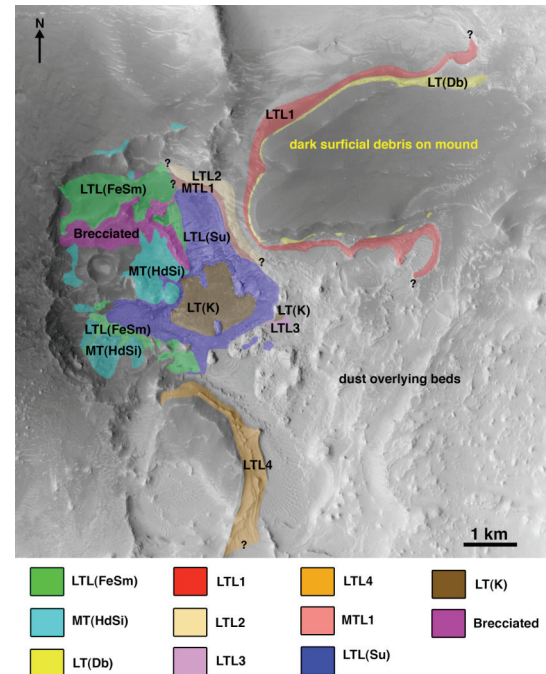 N
?
LT(Db)
LTL1
dark surficial debris on mound
?
LTL2
LTL(FeSm)
?
MTL1
Brecciated
LTL(Su)
?
MT(HdSi)
?
LT(K)
LT(K)
LTL(FeSm)
LTL3
MT(HdSi)
dust overlying beds
LTL4
1 km
?
LTL(FeSm)
LTL1
LTL4
LT(K)
MT(HdSi)
LTL2
MTL1
Brecciated
LT(Db)
LTL3
LTL(Su)